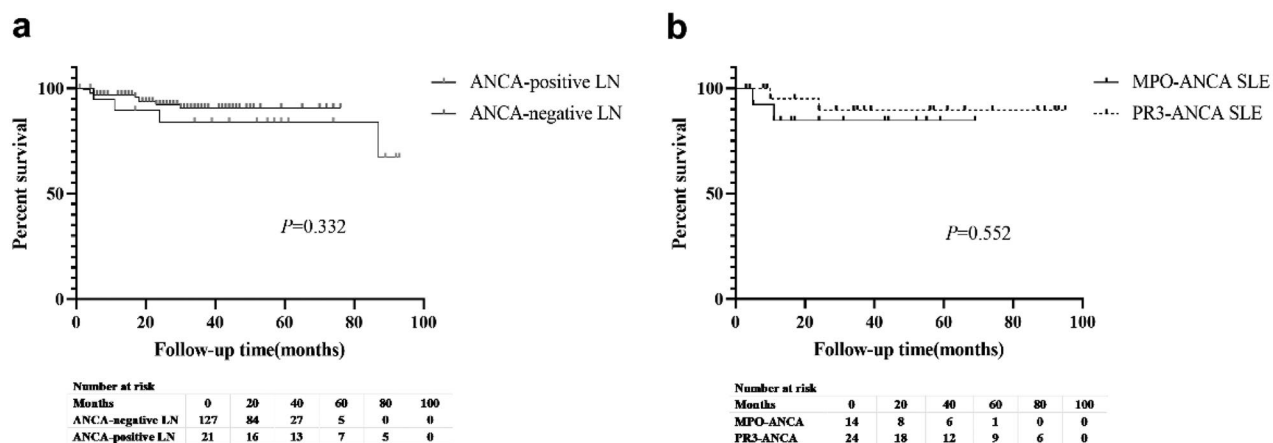 a
ANCA-positive LN
ANCA-negative LN
Percent survival
100
50
0
P=0.332
0 20 40 60 80 100
Follow-up time(months)
Number at risk
Months 0 20 40 60 80 100
ANCA-negative LN 127 84 27 5 0 0
ANCA-positive LN 21 16 13 7 5 0
b
MPO-ANCA SLE
PR3-ANCA SLE
Percent survival
100
50
0
P=0.552
0 20 40 60 80 100
Follow-up time(months)
Number at risk
Months 0 20 40 60 80 100
MPO-ANCA 14 8 6 1 0 0
PR3-ANCA 24 18 12 9 6 0